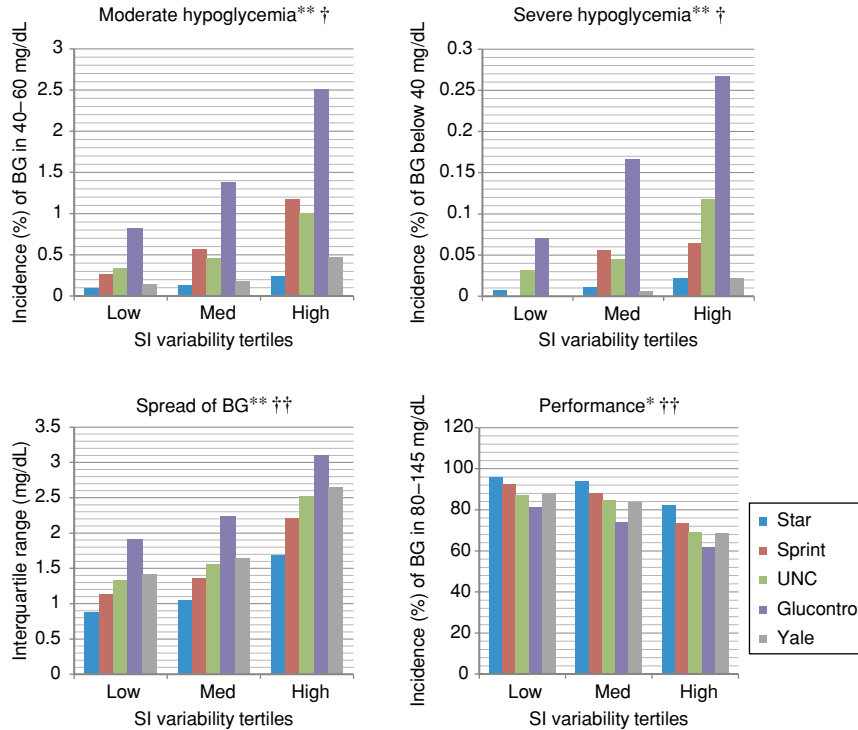 Moderate hypoglycemia** †
Incidence (%) of BG in 40–60 mg/dL
3
2.5
2
1.5
1
0.5
0
Low Med High
SI variability tertiles
Severe hypoglycemia** †
Incidence (%) of BG below 40 mg/dL
0.3
0.25
0.2
0.15
0.1
0.05
0
Low Med High
SI variability tertiles
Spread of BG** ††
Interquartile range (mg/dL)
3.5
3
2.5
2
1.5
1
0.5
0
Low Med High
SI variability tertiles
Performance* ††
Incidence (%) of BG in 80–145 mg/dL
120
100
80
60
40
20
0
Low Med High
SI variability tertiles
Star
Sprint
UNC
Glucontro
Yale